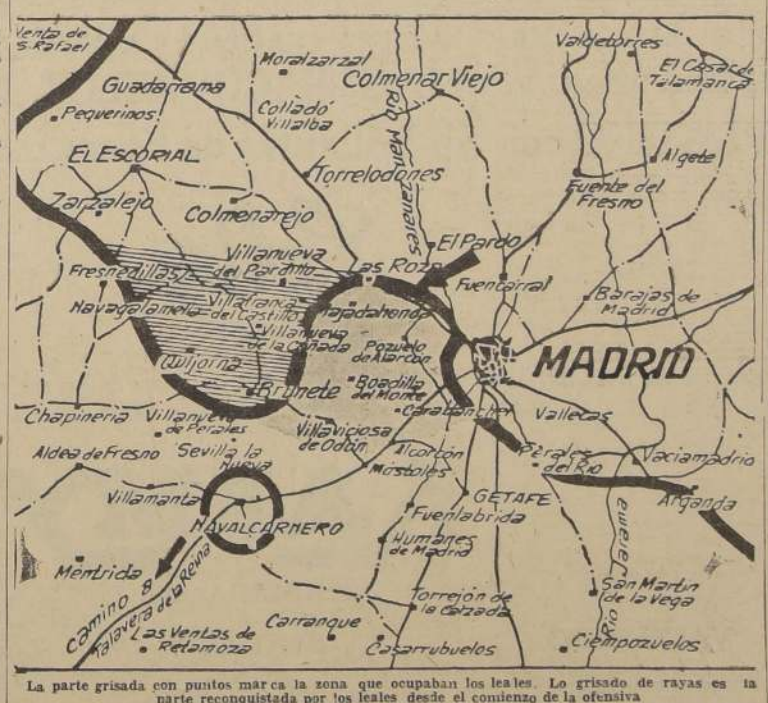 Venta de
S. Rafael
Guadarrama
Moralzarzal
Colmenar Viejo
Valdetorres
El Casar de
Talamanca
Pequerinos
Collado
Villalba
Rio Manzanares
EL ESCORIAL
Torrelodones
Algete
Fuente del
Fresno
Zarzalejo
Colmenarejo
El Pardo
Villanueva
del Pardillo
Las Rozas
Fuencarral
Fresnedillas
Barajas de
Madrid
Navagalamella
Villafranca
del Castillo
Majadahonda
Villanueva
de la Cañada
Pozuelo
de Alarcón
MADRID
Quijorna
Brunete
Boadilla
del Monte
Carabanchel
Vallecas
Chapineria
Villanueva
de Perales
Villaviciosa
de Odón
Aldea de Fresno
Sevilla la
Nueva
Alcorcón
Móstoles
Perales
del Rio
Vaciamadrid
Villamanta
GETAFE
Arganda
NAVALCARNERO
Fuenlabrida
Humanes
de Madrid
Rio Jarama
Méntrida
Camino a
Talavera de la Reina
Torrejón de
la Calzada
San Martin
de la Vega
Las Ventas de
Retamoza
Carranque
Casarrubuelos
Ciempozuelos
La parte grisada con puntos marca la zona que ocupaban los leales. Lo grisado de rayas es la
parte reconquistada por los leales desde el comienzo de la ofensiva